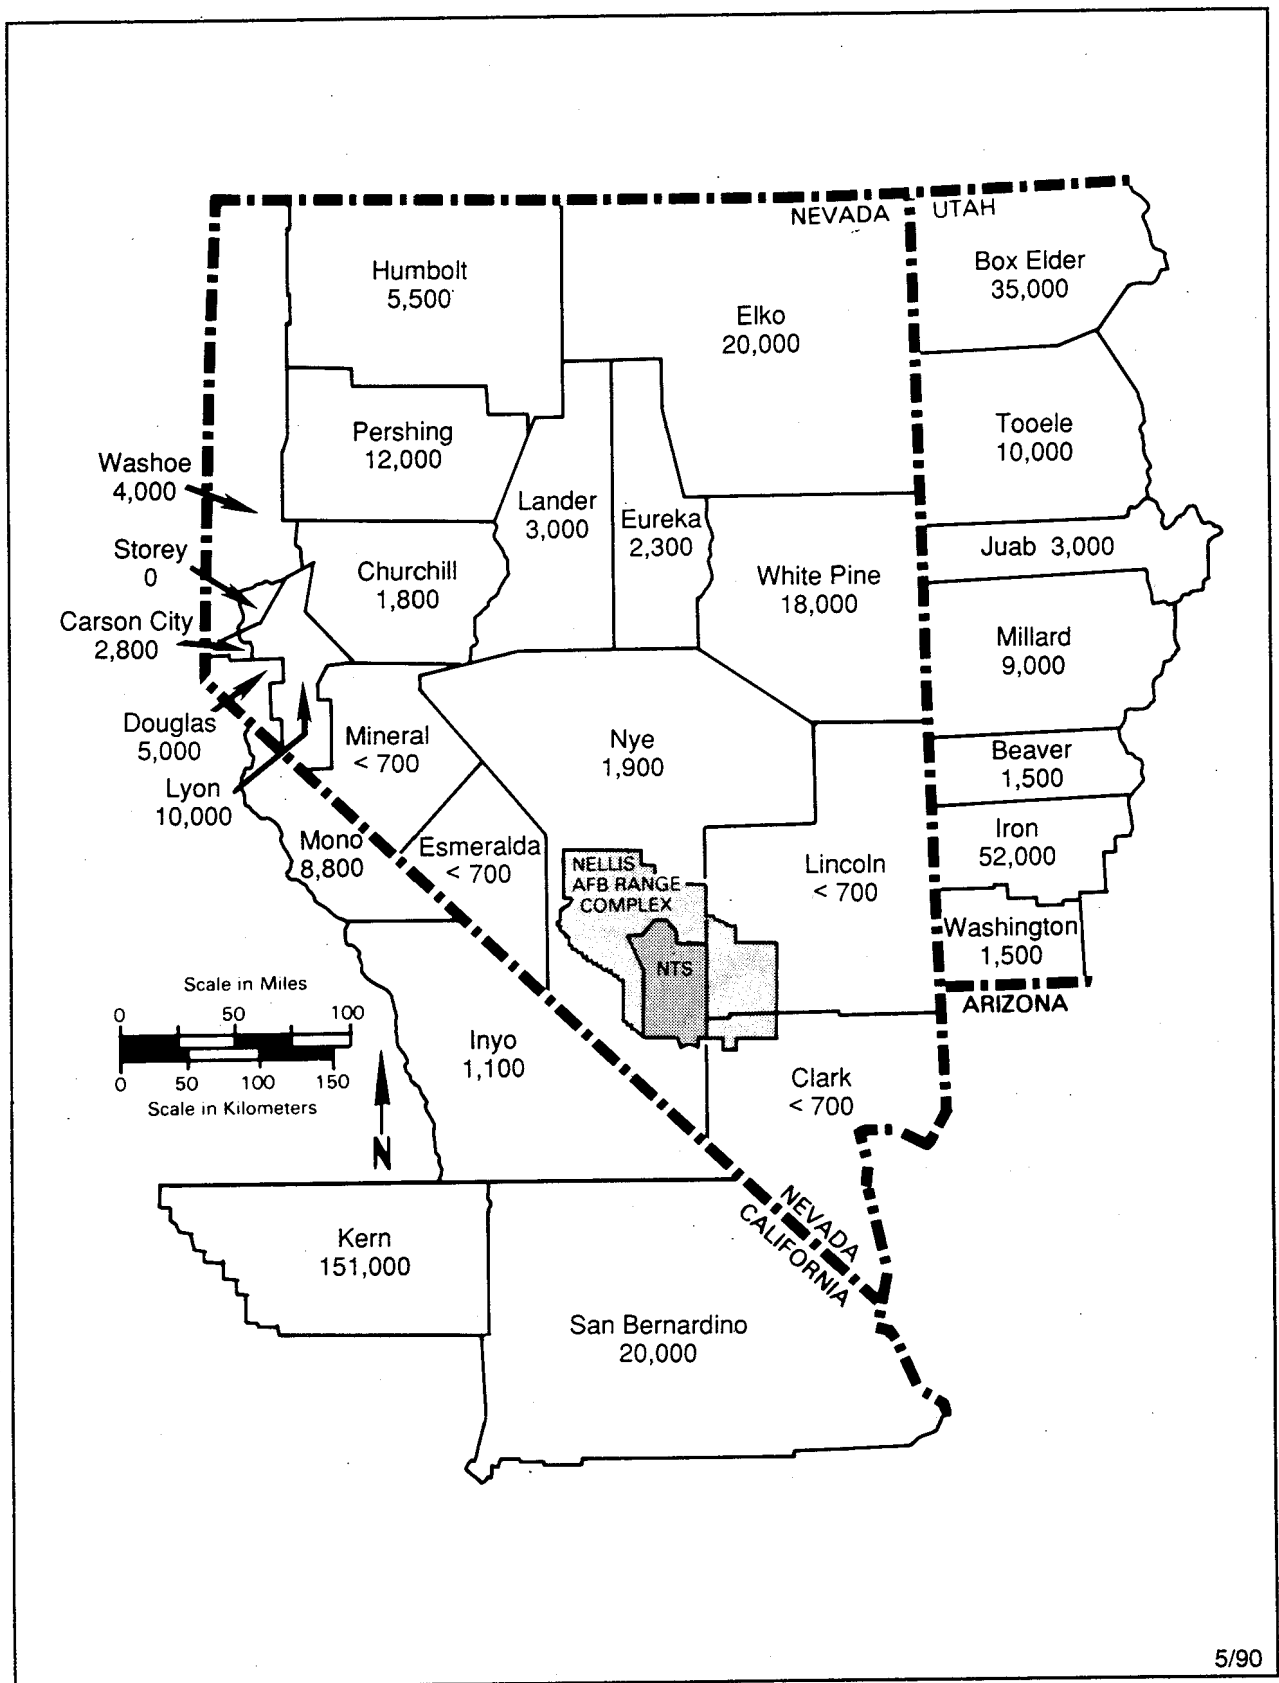 NEVADA
UTAH
Humbolt
5,500
Box Elder
35,000
Elko
20,000
Pershing
12,000
Tooele
10,000
Washoe
4,000
Lander
3,000
Eureka
2,300
Storey
0
Churchill
1,800
Juab 3,000
White Pine
18,000
Carson City
2,800
Millard
9,000
Douglas
5,000
Mineral
< 700
Nye
1,900
Beaver
1,500
Lyon
10,000
Mono
8,800
Esmeralda
< 700
Iron
52,000
NELLIS
AFB RANGE
COMPLEX
Lincoln
< 700
Washington
1,500
NTS
ARIZONA
Scale in Miles
0 50 100
0 50 100 150
Scale in Kilometers
N
Inyo
1,100
Clark
< 700
NEVADA
CALIFORNIA
Kern
151,000
San Bernardino
20,000
5/90